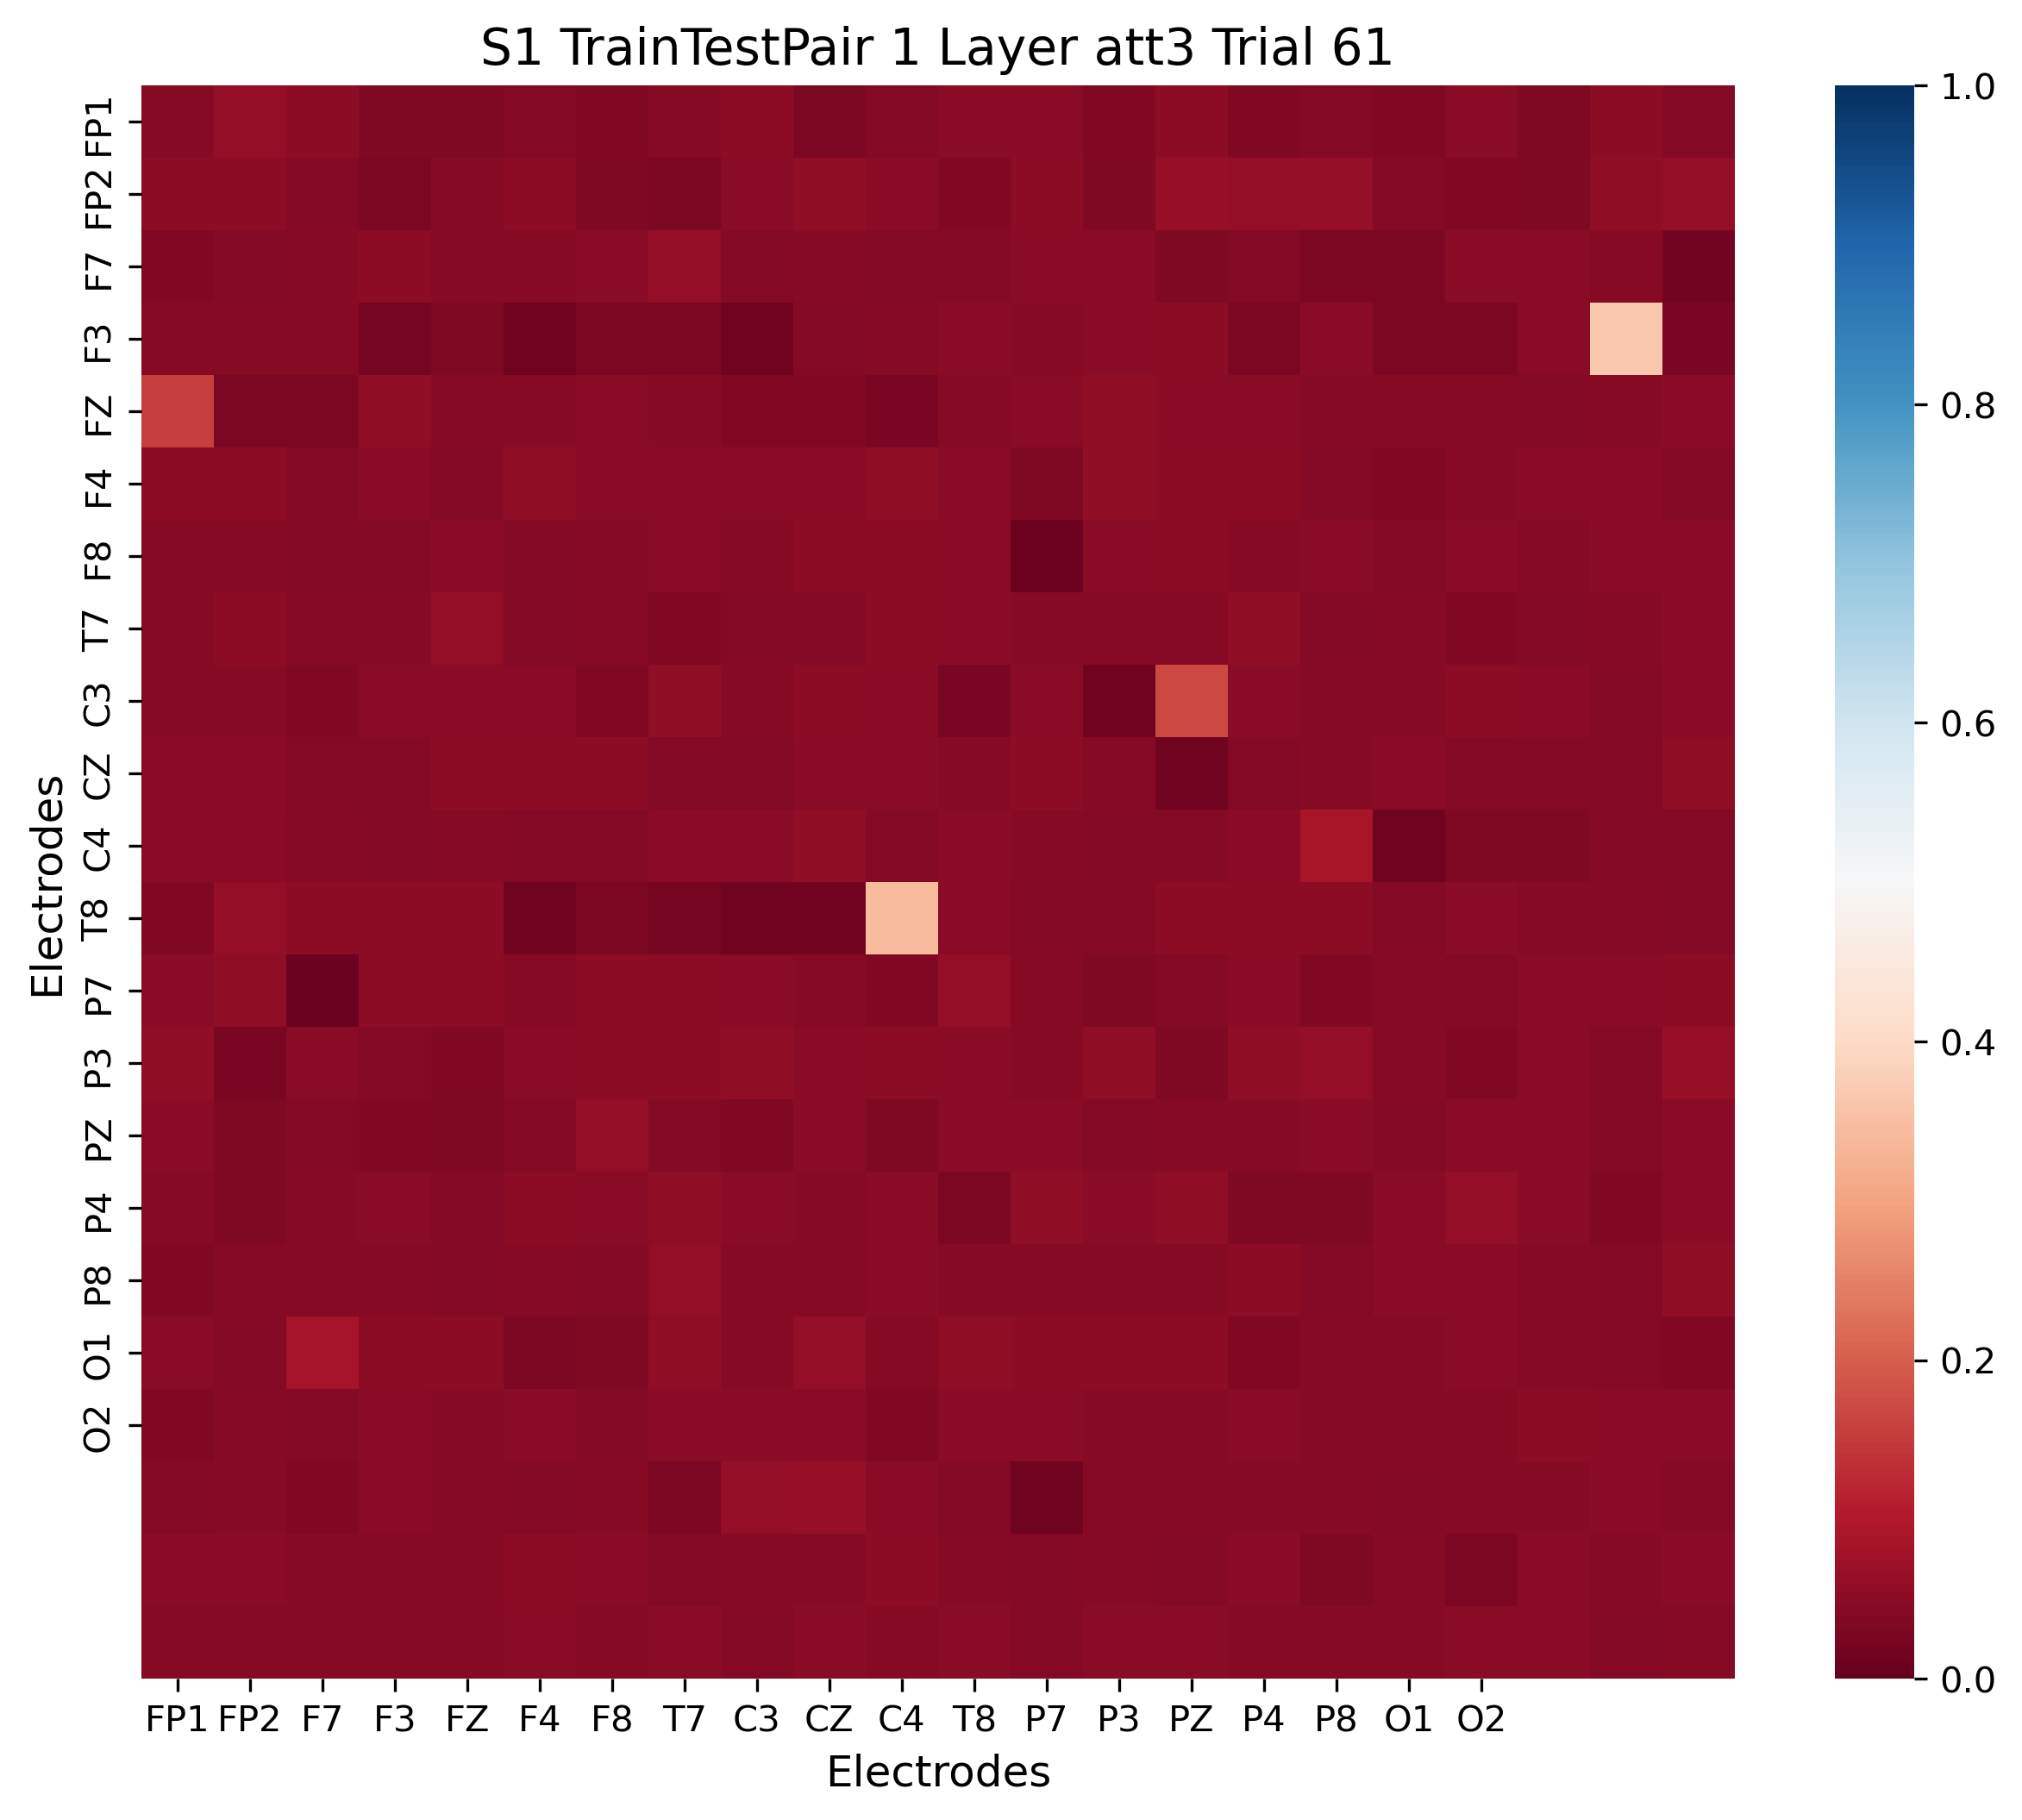 S1 TrainTestPair 1 Layer att3 Trial 61
Electrodes
FP1
FP2
F7
F3
FZ
F4
F8
T7
C3
CZ
C4
T8
P7
P3
PZ
P4
P8
O1
O2
FP1 FP2 F7 F3 FZ F4 F8 T7 C3 CZ C4 T8 P7 P3 PZ P4 P8 O1 O2
Electrodes
1.0
0.8
0.6
0.4
0.2
0.0